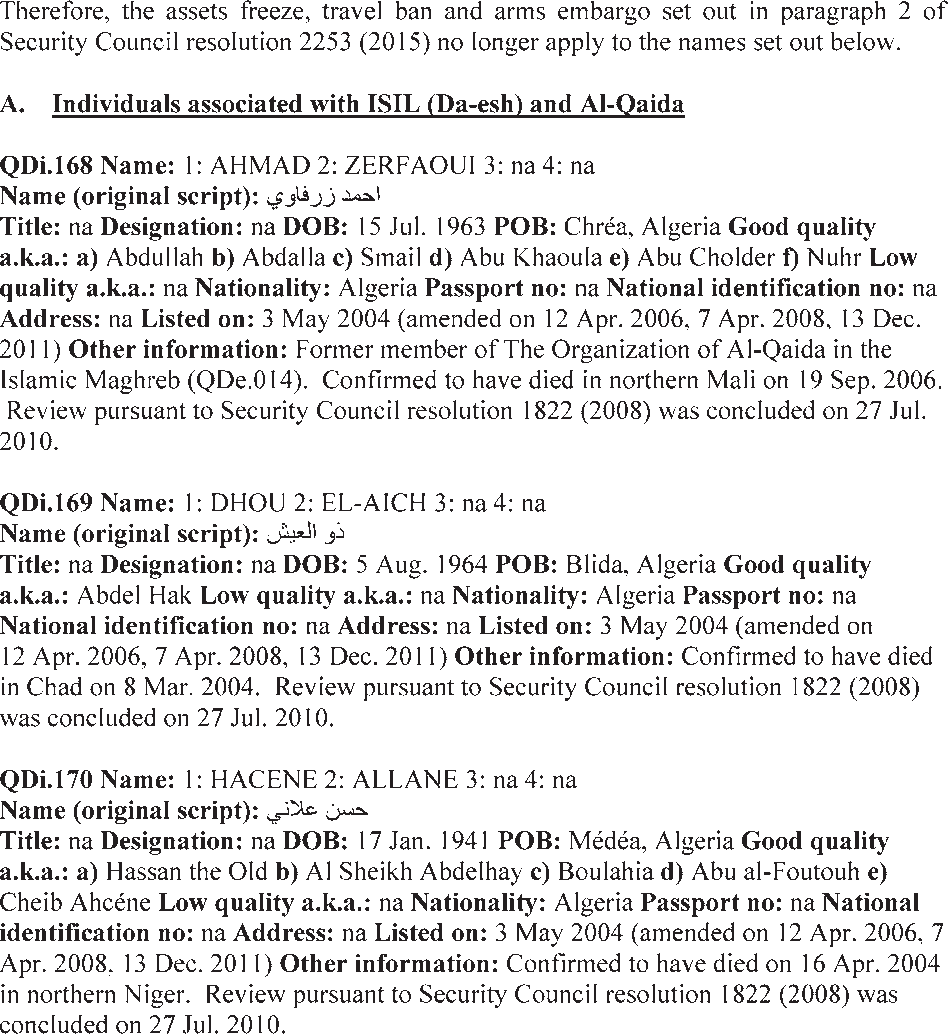 Therefore, the assets freeze, travel ban and arms embargo set out in paragraph 2 of
Security Council resolution 2253 (2015) no longer apply to the names set out below.
A. Individuals associated with ISIL (Da-esh) and Al-Qaida
QDi.168 Name: 1: AHMAD 2: ZERFAOUI 3: na 4: na
Name (original script): احمد زرفاوي
Title: na Designation: na DOB: 15 Jul. 1963 POB: Chréa, Algeria Good quality
a.k.a.: a) Abdullah b) Abdalla c) Smail d) Abu Khaoula e) Abu Cholder f) Nuhr Low
quality a.k.a.: na Nationality: Algeria Passport no: na National identification no: na
Address: na Listed on: 3 May 2004 (amended on 12 Apr. 2006, 7 Apr. 2008, 13 Dec.
2011) Other information: Former member of The Organization of Al-Qaida in the
Islamic Maghreb (QDe.014). Confirmed to have died in northern Mali on 19 Sep. 2006.
Review pursuant to Security Council resolution 1822 (2008) was concluded on 27 Jul.
2010.
QDi.169 Name: 1: DHOU 2: EL-AICH 3: na 4: na
Name (original script): ذو العيش
Title: na Designation: na DOB: 5 Aug. 1964 POB: Blida, Algeria Good quality
a.k.a.: Abdel Hak Low quality a.k.a.: na Nationality: Algeria Passport no: na
National identification no: na Address: na Listed on: 3 May 2004 (amended on
12 Apr. 2006, 7 Apr. 2008, 13 Dec. 2011) Other information: Confirmed to have died
in Chad on 8 Mar. 2004. Review pursuant to Security Council resolution 1822 (2008)
was concluded on 27 Jul. 2010.
QDi.170 Name: 1: HACENE 2: ALLANE 3: na 4: na
Name (original script): حسن علاني
Title: na Designation: na DOB: 17 Jan. 1941 POB: Médéa, Algeria Good quality
a.k.a.: a) Hassan the Old b) Al Sheikh Abdelhay c) Boulahia d) Abu al-Foutouh e)
Cheib Ahcéne Low quality a.k.a.: na Nationality: Algeria Passport no: na National
identification no: na Address: na Listed on: 3 May 2004 (amended on 12 Apr. 2006, 7
Apr. 2008, 13 Dec. 2011) Other information: Confirmed to have died on 16 Apr. 2004
in northern Niger. Review pursuant to Security Council resolution 1822 (2008) was
concluded on 27 Jul. 2010.